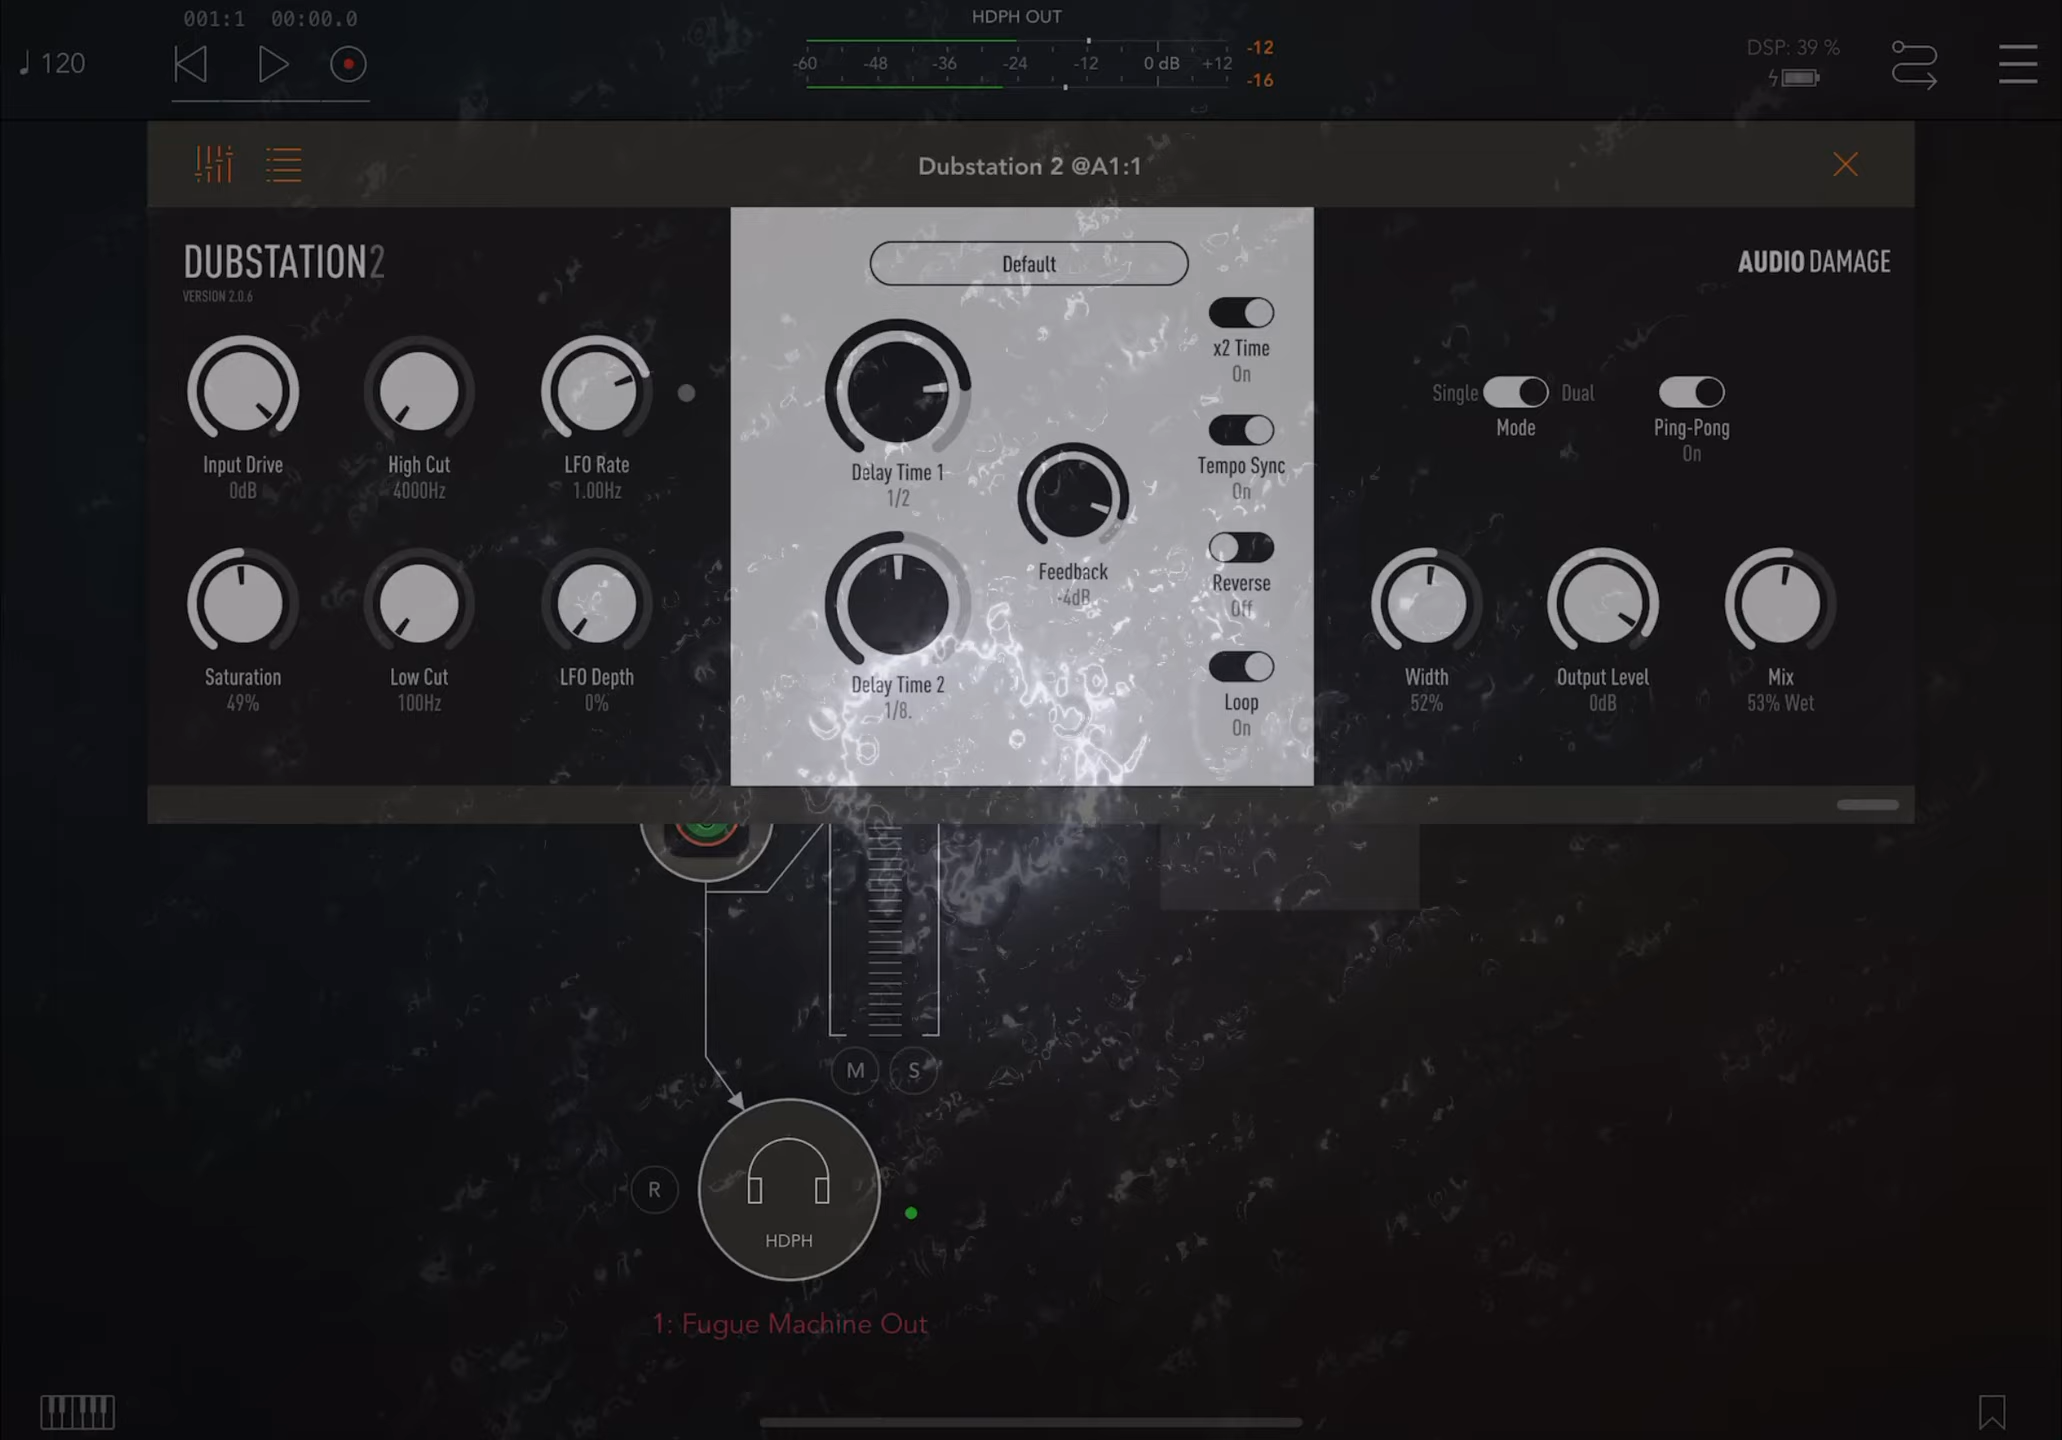 001:1 00:00.0
120
HDPH OUT
-60 -48 -36 -24 -12 0 dB +12
-12
-16
DSP: 39 %
Dubstation 2 @A1:1
DUBSTATION2
VERSION 2.0.6
Default
AUDIO DAMAGE
Input Drive
0dB
High Cut
4000Hz
LFO Rate
1.00Hz
Saturation
49%
Low Cut
100Hz
LFO Depth
0%
Delay Time 1
1/2
Delay Time 2
1/8.
Feedback
-4dB
x2 Time
On
Tempo Sync
On
Reverse
Off
Loop
On
Single Dual
Mode
Ping-Pong
On
Width
52%
Output Level
0dB
Mix
53% Wet
M S
R
HDPH
1: Fugue Machine Out